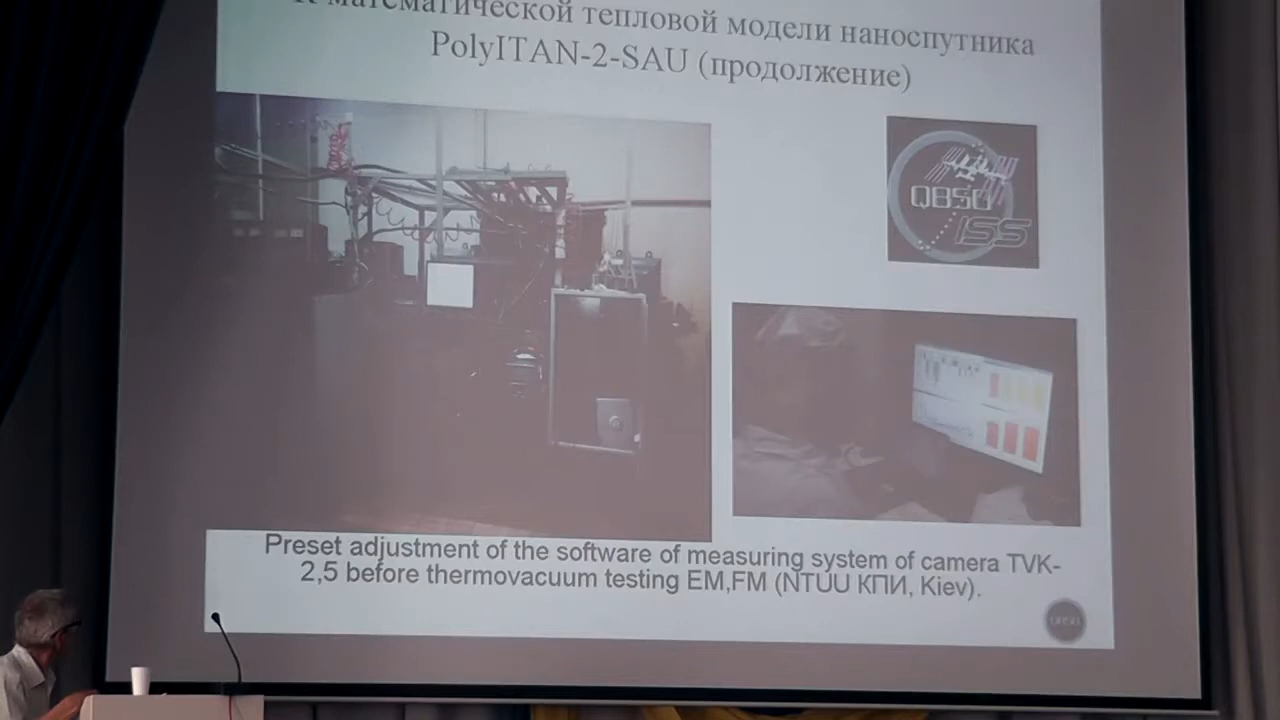 К математической тепловой модели наноспутника
PolyITAN-2-SAU (продолжение)
QB50
ISS
Preset adjustment of the software of measuring system of camera TVK-
2,5 before thermovacuum testing EM,FM (NTUU КПИ, Kiev).